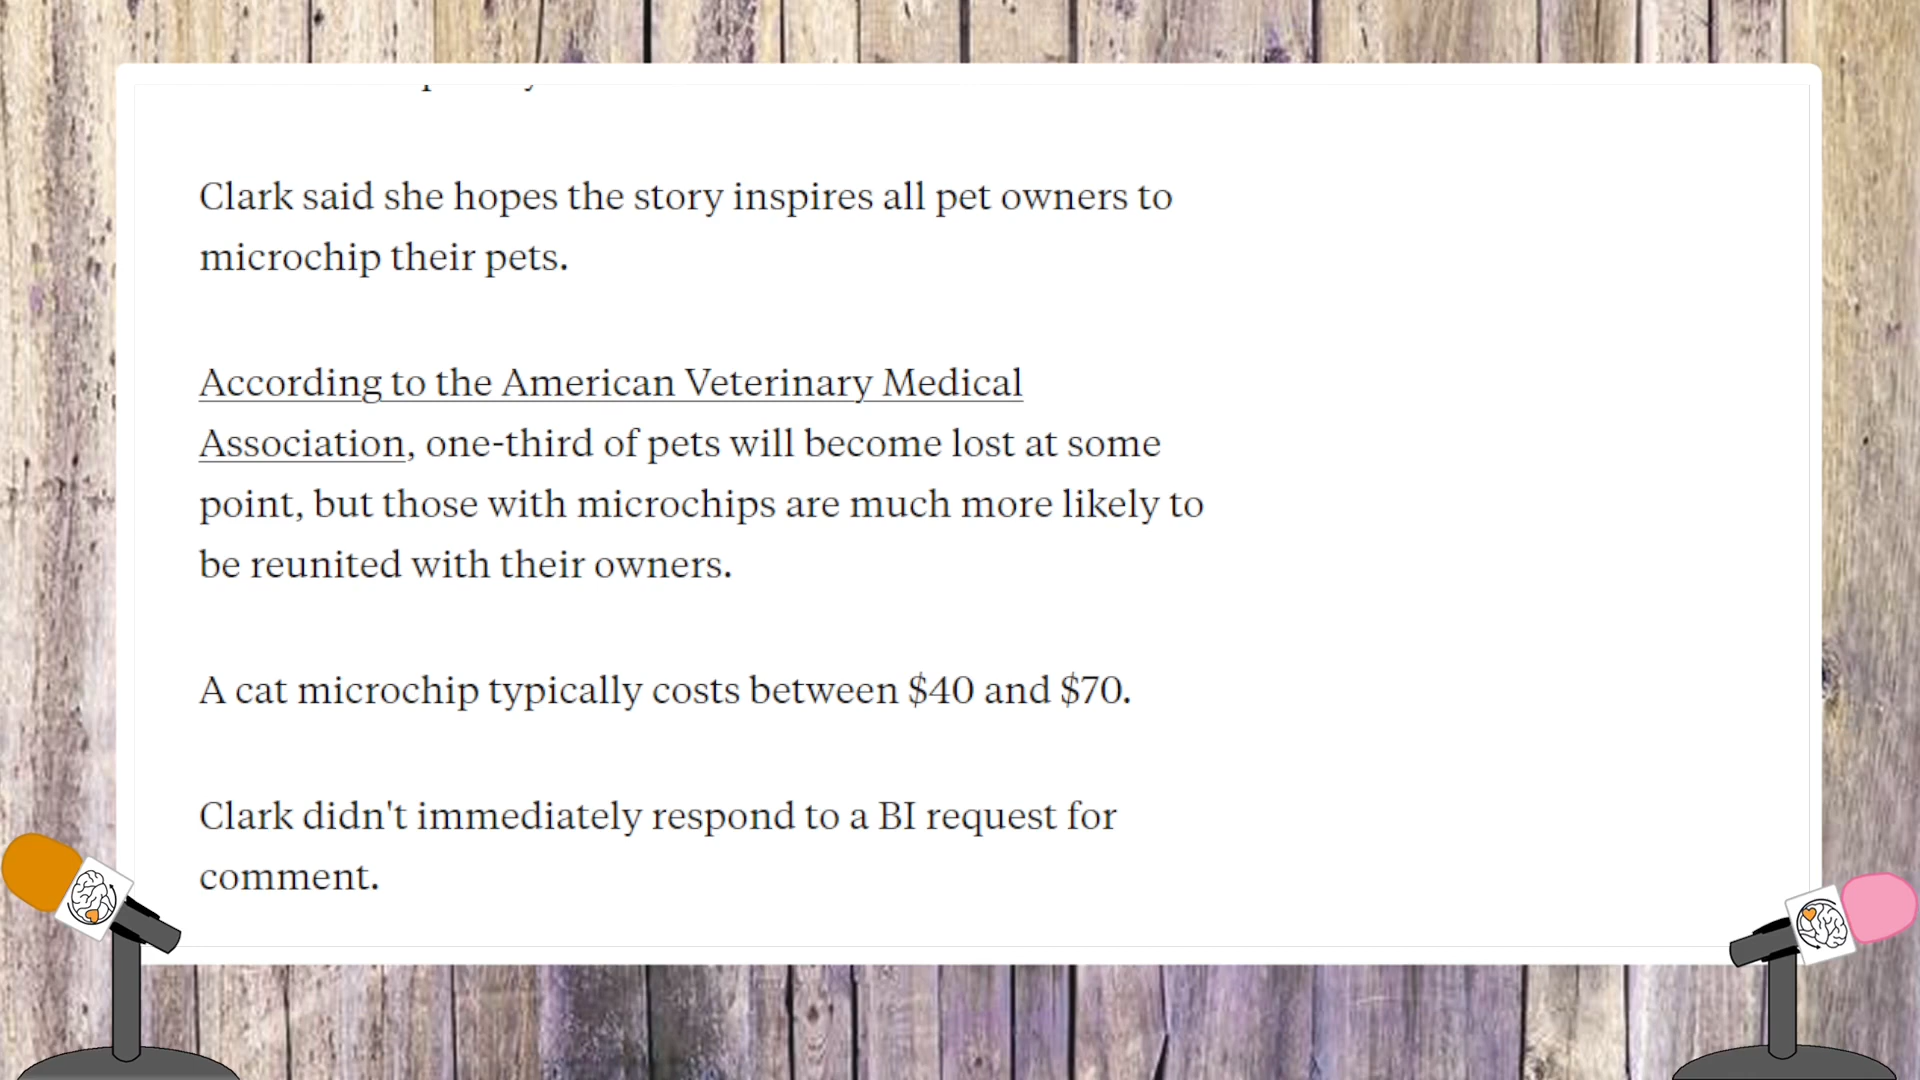 Clark said she hopes the story inspires all pet owners to
microchip their pets.
According to the American Veterinary Medical
Association, one-third of pets will become lost at some
point, but those with microchips are much more likely to
be reunited with their owners.
A cat microchip typically costs between $40 and $70.
Clark didn't immediately respond to a BI request for
comment.